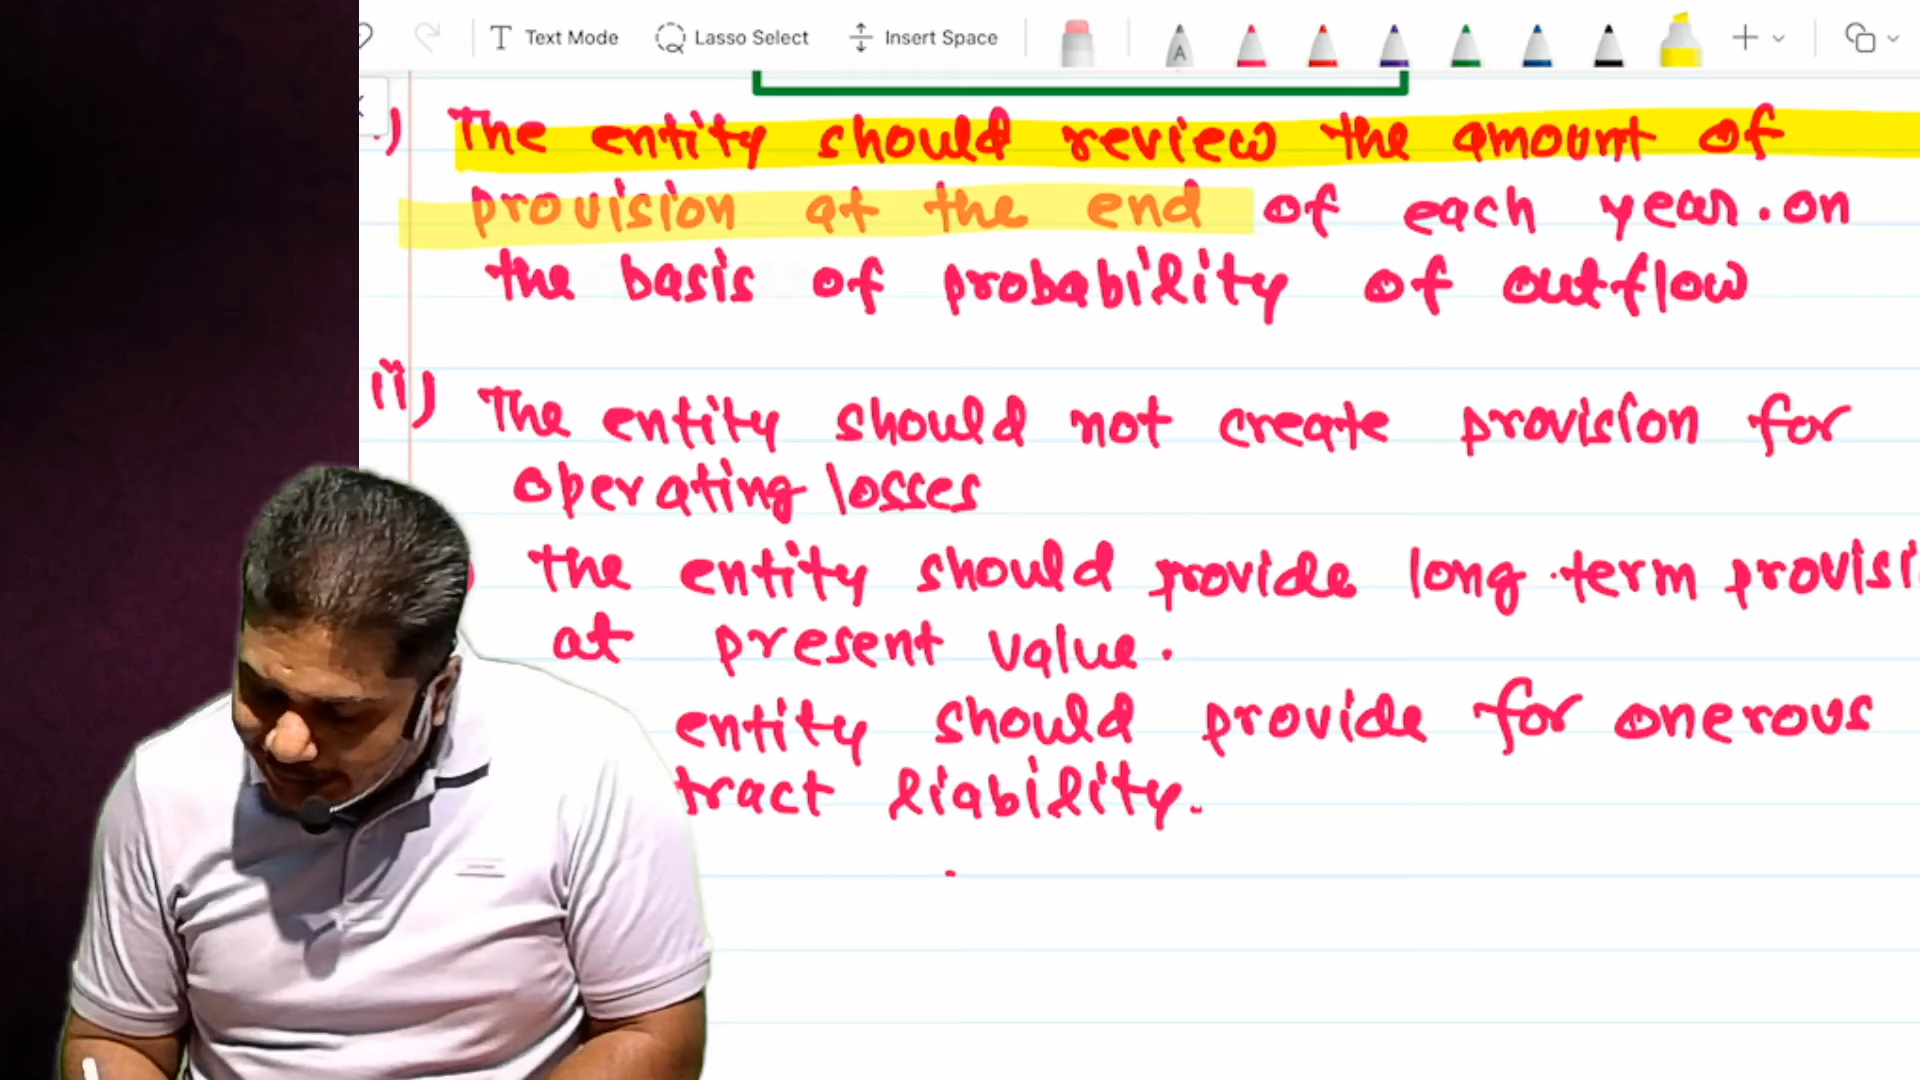 Text Mode Lasso Select Insert Space
A
.) The entity should review the amount of
provision at the end of each year. on
the basis of probability of outflow
ii) The entity should not create provision for
operating losses
the entity should provide long term provisi
at present value.
entity should provide for onerous
tract liability.